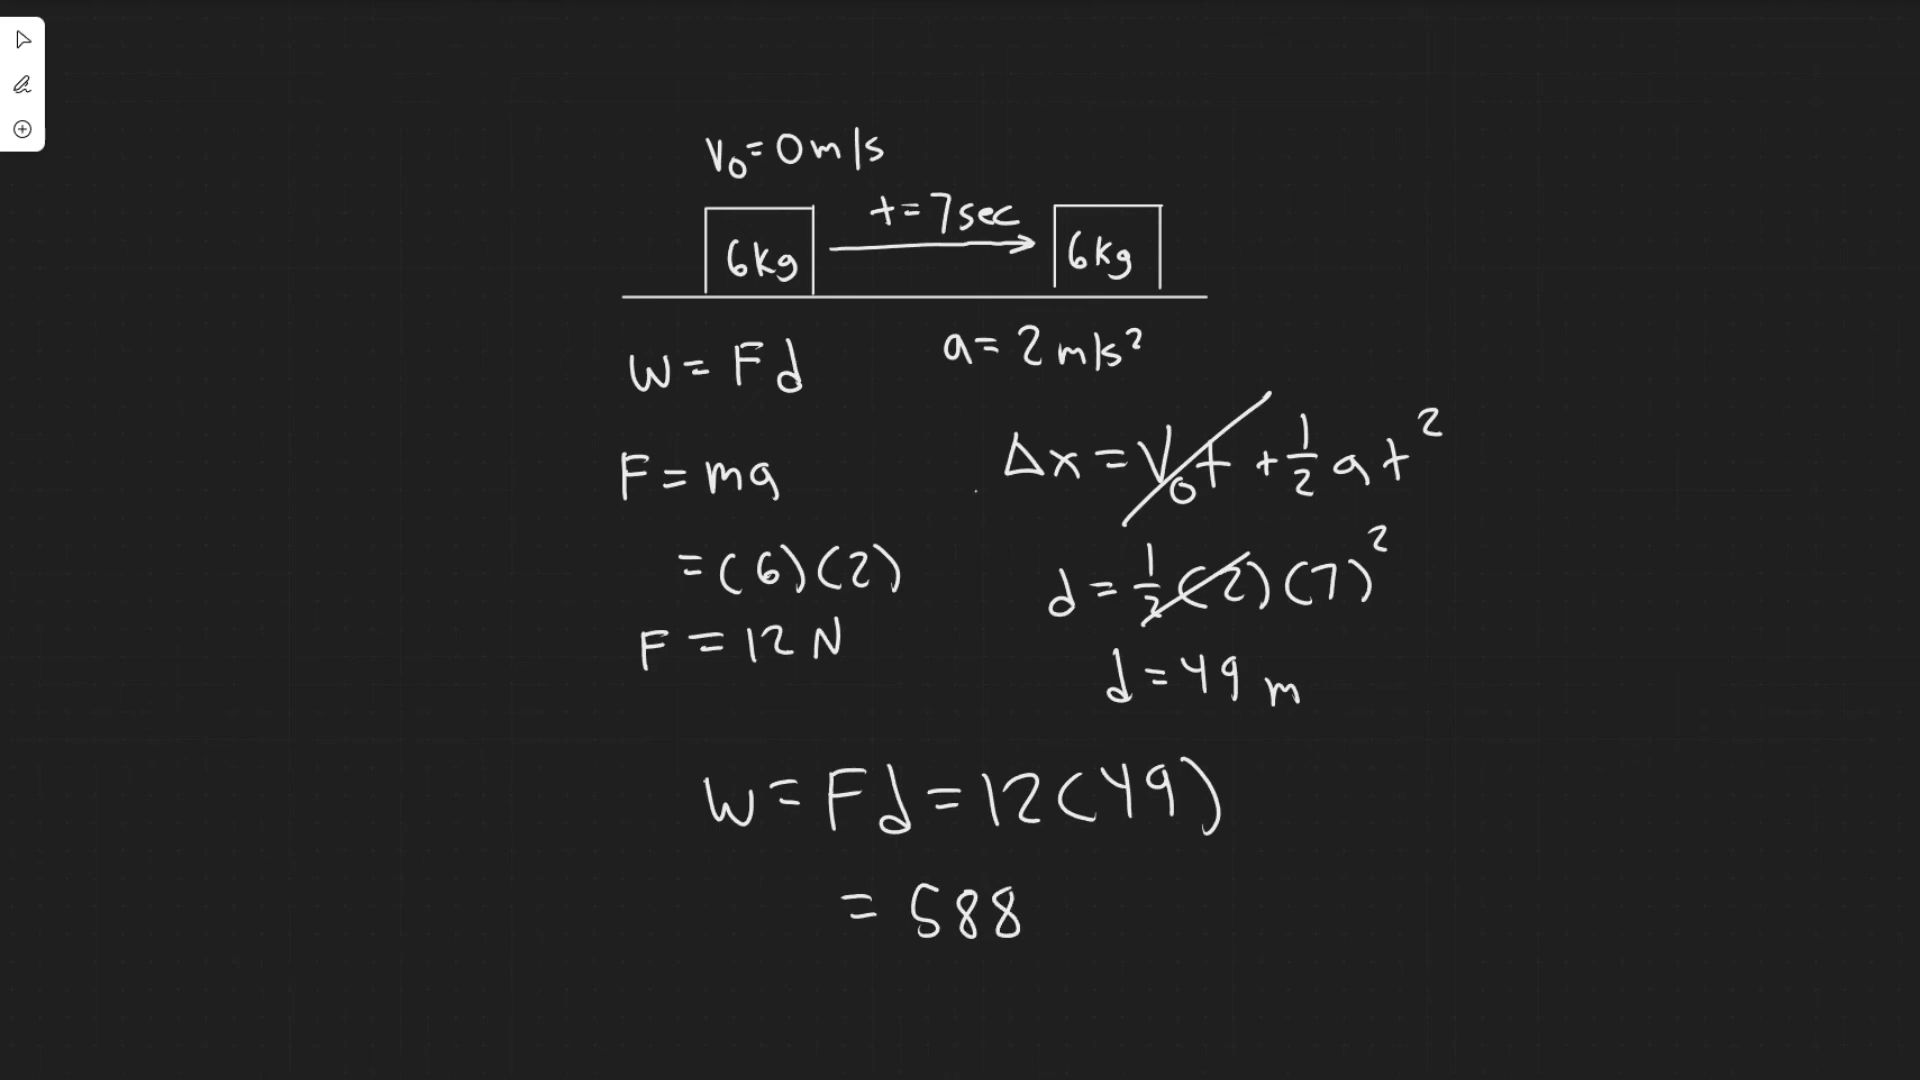 v₀=0m/s
t=7sec
6kg 6kg
W=Fd
a=2m/s²
F=ma
Δx=V₀t+½at²
=(6)(2)
d=½(2)(7)²
F=12N
d=49m
W=Fd=12(49)
=588